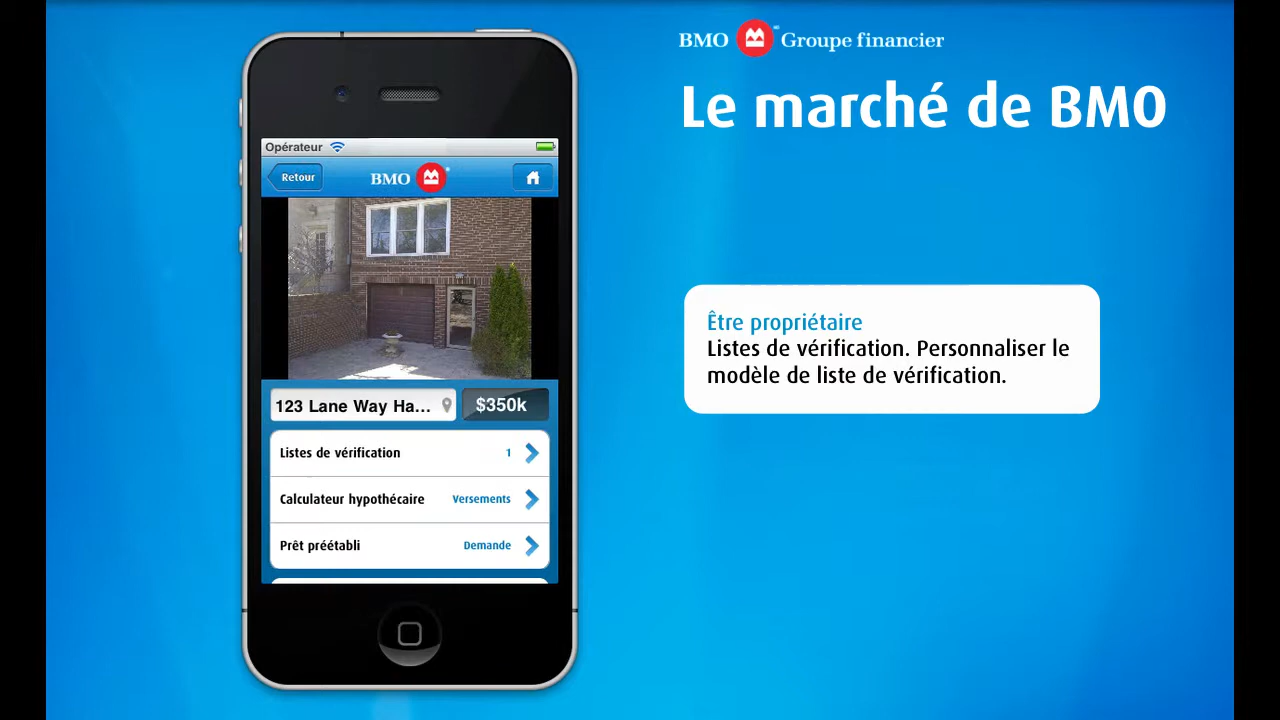 BMO Groupe financier
Le marché de BMO
Opérateur
Retour
BMO
123 Lane Way Ha...
$350k
Listes de vérification 1
Calculateur hypothécaire Versements
Prêt préétabli Demande
Être propriétaire
Listes de vérification. Personnaliser le
modèle de liste de vérification.